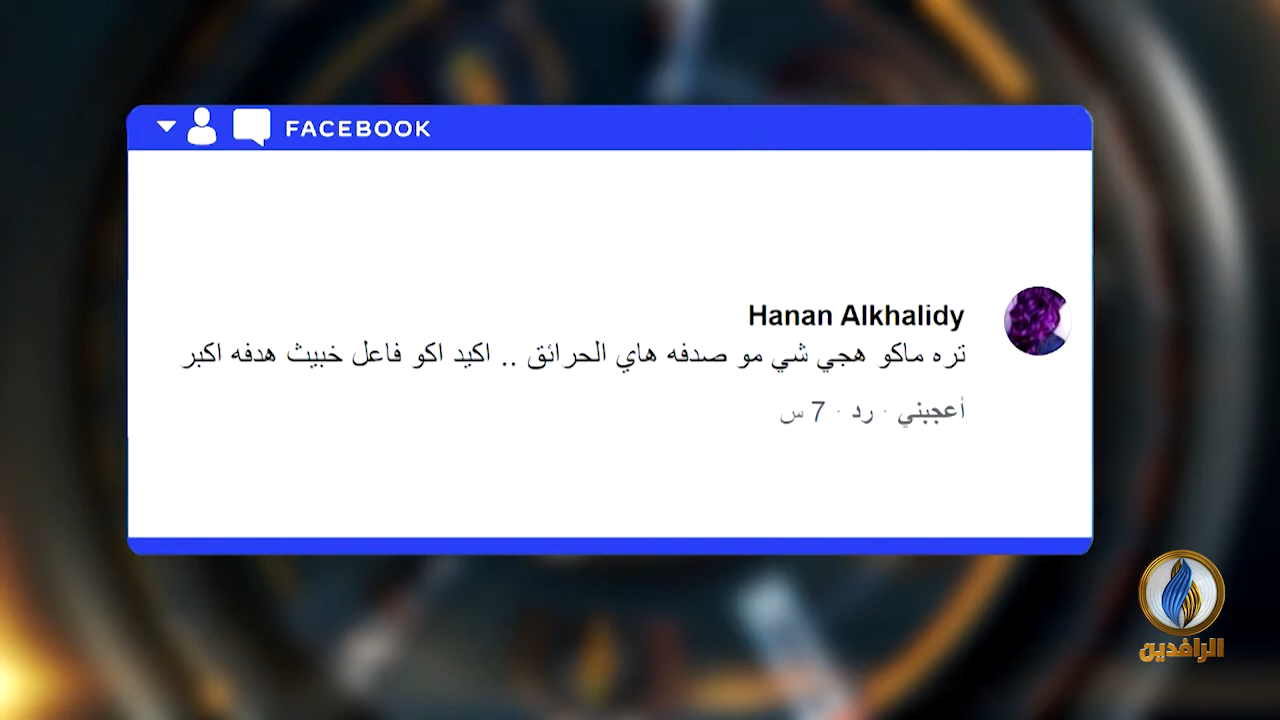 FACEBOOK
Hanan Alkhalidy
تره ماكو هجي شي مو صدفه هاي الحرائق .. اكيد اكو فاعل خبيث هدفه اكبر
أعجبني · رد · 7 س
الرافدين